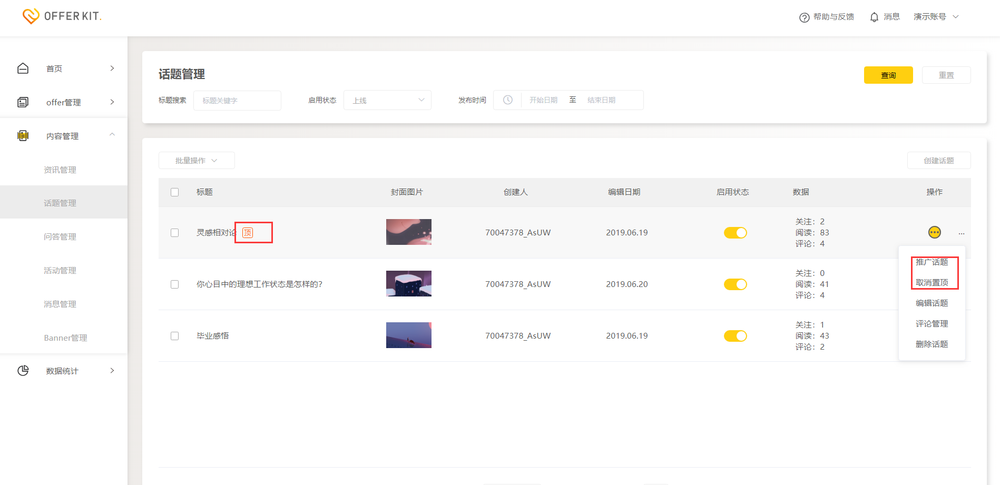 OFFER KIT.
帮助与反馈
消息
演示账号
首页
offer管理
内容管理
资讯管理
话题管理
问答管理
活动管理
消息管理
Banner管理
数据统计
话题管理
查询
重置
标题搜索 标题关键字 启用状态 上线 发布时间 开始日期 至 结束日期
批量操作
创建话题
标题 封面图片 创建人 编辑日期 启用状态 数据 操作
灵感相对论 顶 70047378_AsUW 2019.06.19
关注：2
阅读：83
评论：4
...
你心目中的理想工作状态是怎样的? 70047378_AsUW 2019.06.20
关注：0
阅读：41
评论：4
毕业感悟 70047378_AsUW 2019.06.19
关注：1
阅读：43
评论：2
推广话题
取消置顶
编辑话题
评论管理
删除话题